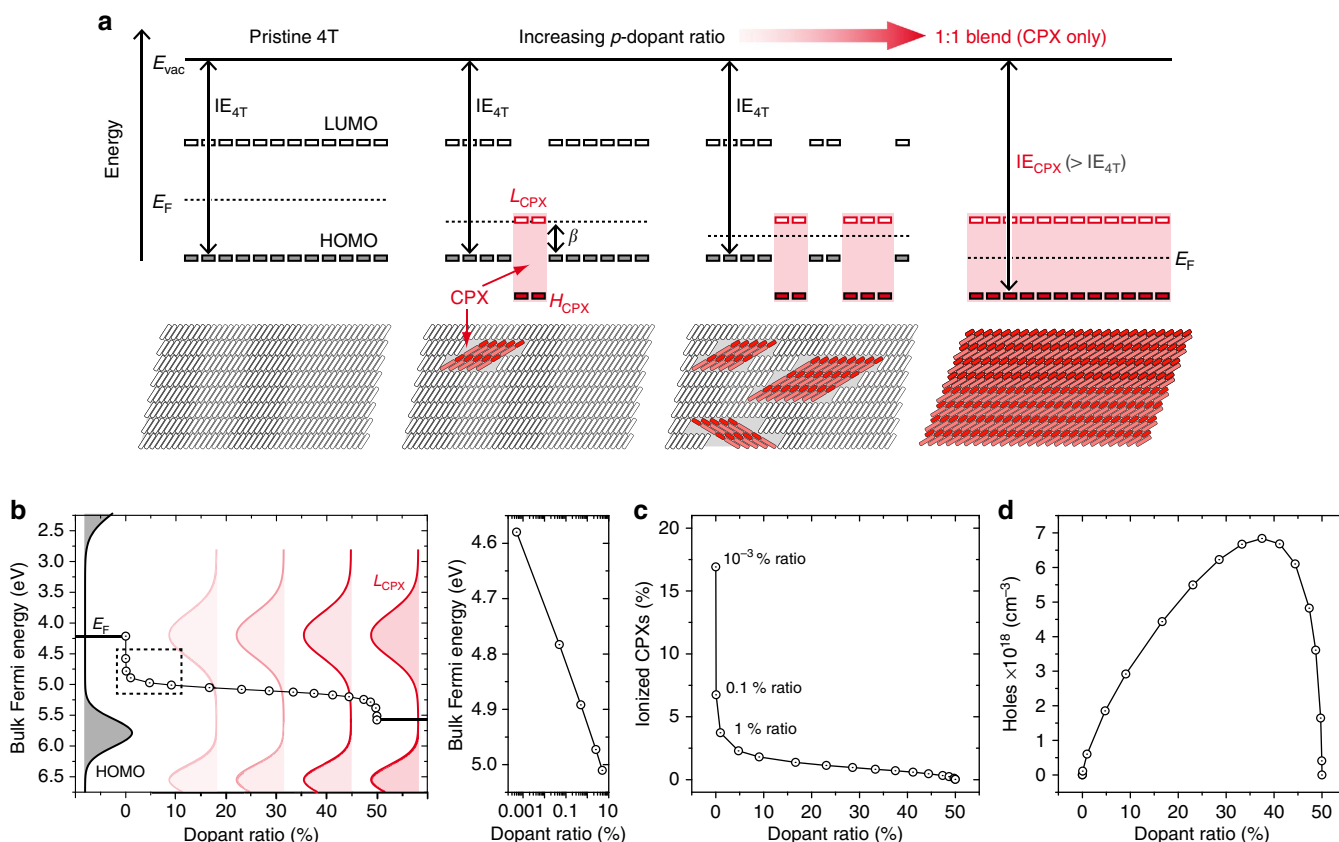 a
Pristine 4T
Increasing p-dopant ratio
1:1 blend (CPX only)
Energy
E_vac
IE_4T
IE_4T
IE_4T
LUMO
IE_CPX (> IE_4T)
L_CPX
E_F
β
HOMO
E_F
CPX
H_CPX
b
Bulk Fermi energy (eV)
2.5
3.0
3.5
4.0
4.5
5.0
5.5
6.0
6.5
L_CPX
E_F
HOMO
0 10 20 30 40 50
Dopant ratio (%)
Bulk Fermi energy (eV)
4.6
4.7
4.8
4.9
5.0
0.001 0.1 10
Dopant ratio (%)
c
Ionized CPXs (%)
20
15
10
5
0
10⁻³ % ratio
0.1 % ratio
1 % ratio
0 10 20 30 40 50
Dopant ratio (%)
d
Holes ×10¹⁸ (cm⁻³)
7
6
5
4
3
2
1
0
0 10 20 30 40 50
Dopant ratio (%)